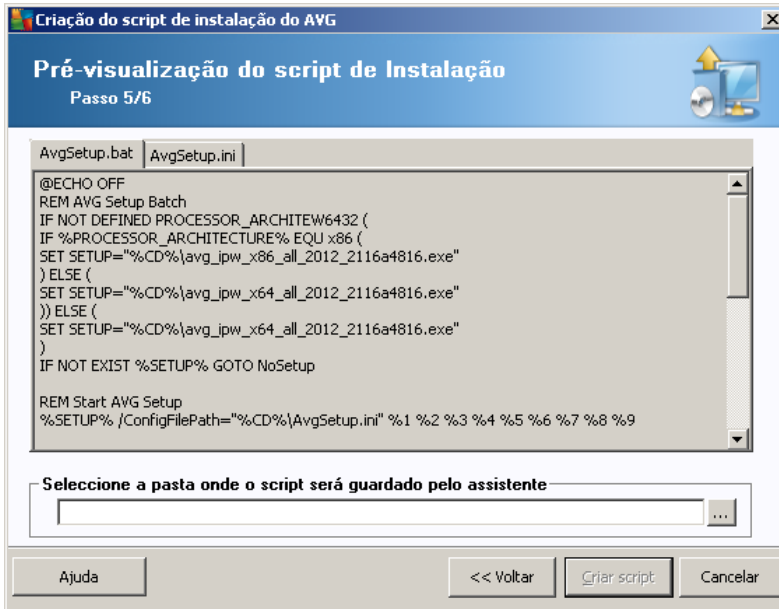 Criação do script de instalação do AVG
Pré-visualização do script de Instalação
Passo 5/6
AvgSetup.bat AvgSetup.ini
@ECHO OFF
REM AVG Setup Batch
IF NOT DEFINED PROCESSOR_ARCHITEW6432 (
IF %PROCESSOR_ARCHITECTURE% EQU x86 (
SET SETUP="%CD%\avg_ipw_x86_all_2012_2116a4816.exe"
) ELSE (
SET SETUP="%CD%\avg_ipw_x64_all_2012_2116a4816.exe"
)) ELSE (
SET SETUP="%CD%\avg_ipw_x64_all_2012_2116a4816.exe"
)
IF NOT EXIST %SETUP% GOTO NoSetup
REM Start AVG Setup
%SETUP% /ConfigFilePath="%CD%\AvgSetup.ini" %1 %2 %3 %4 %5 %6 %7 %8 %9
Seleccione a pasta onde o script será guardado pelo assistente
...
Ajuda << Voltar Criar script Cancelar